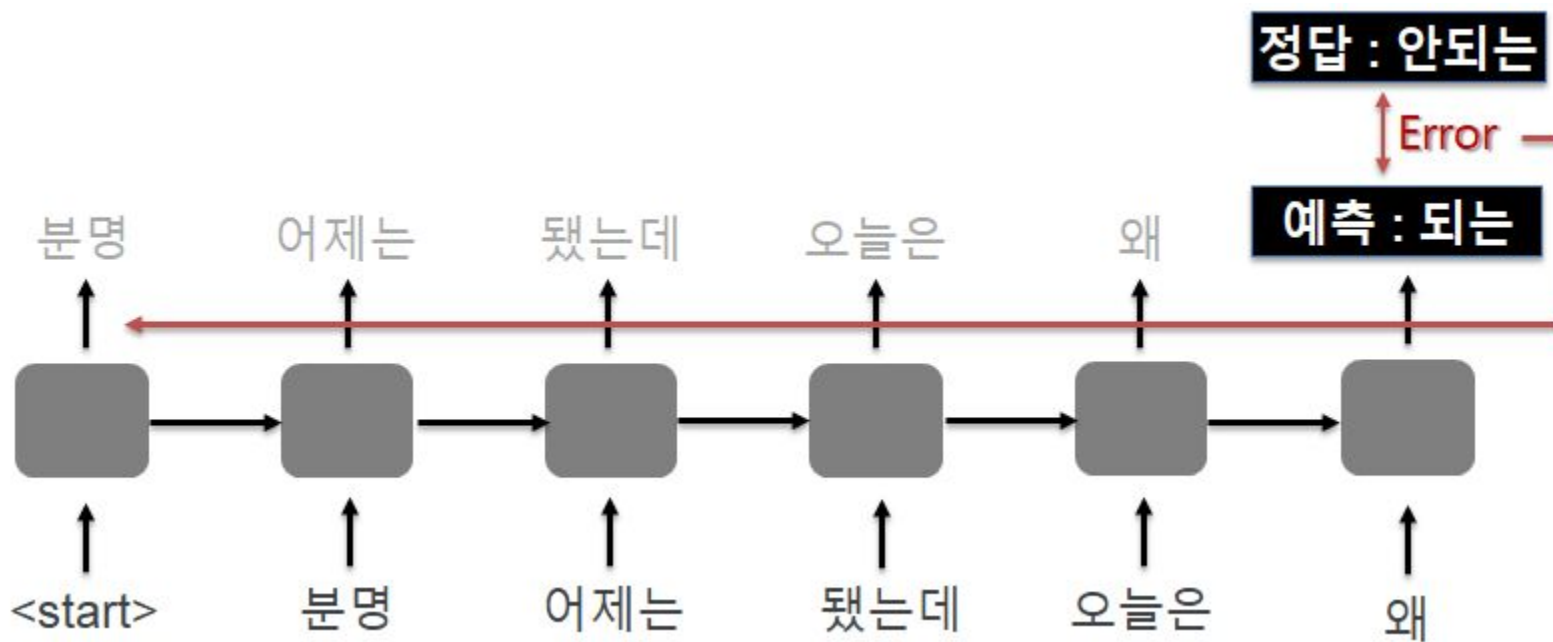 정답 : 안되는
Error
예측 : 되는
분명 어제는 됐는데 오늘은 왜
<start> 분명 어제는 됐는데 오늘은 왜